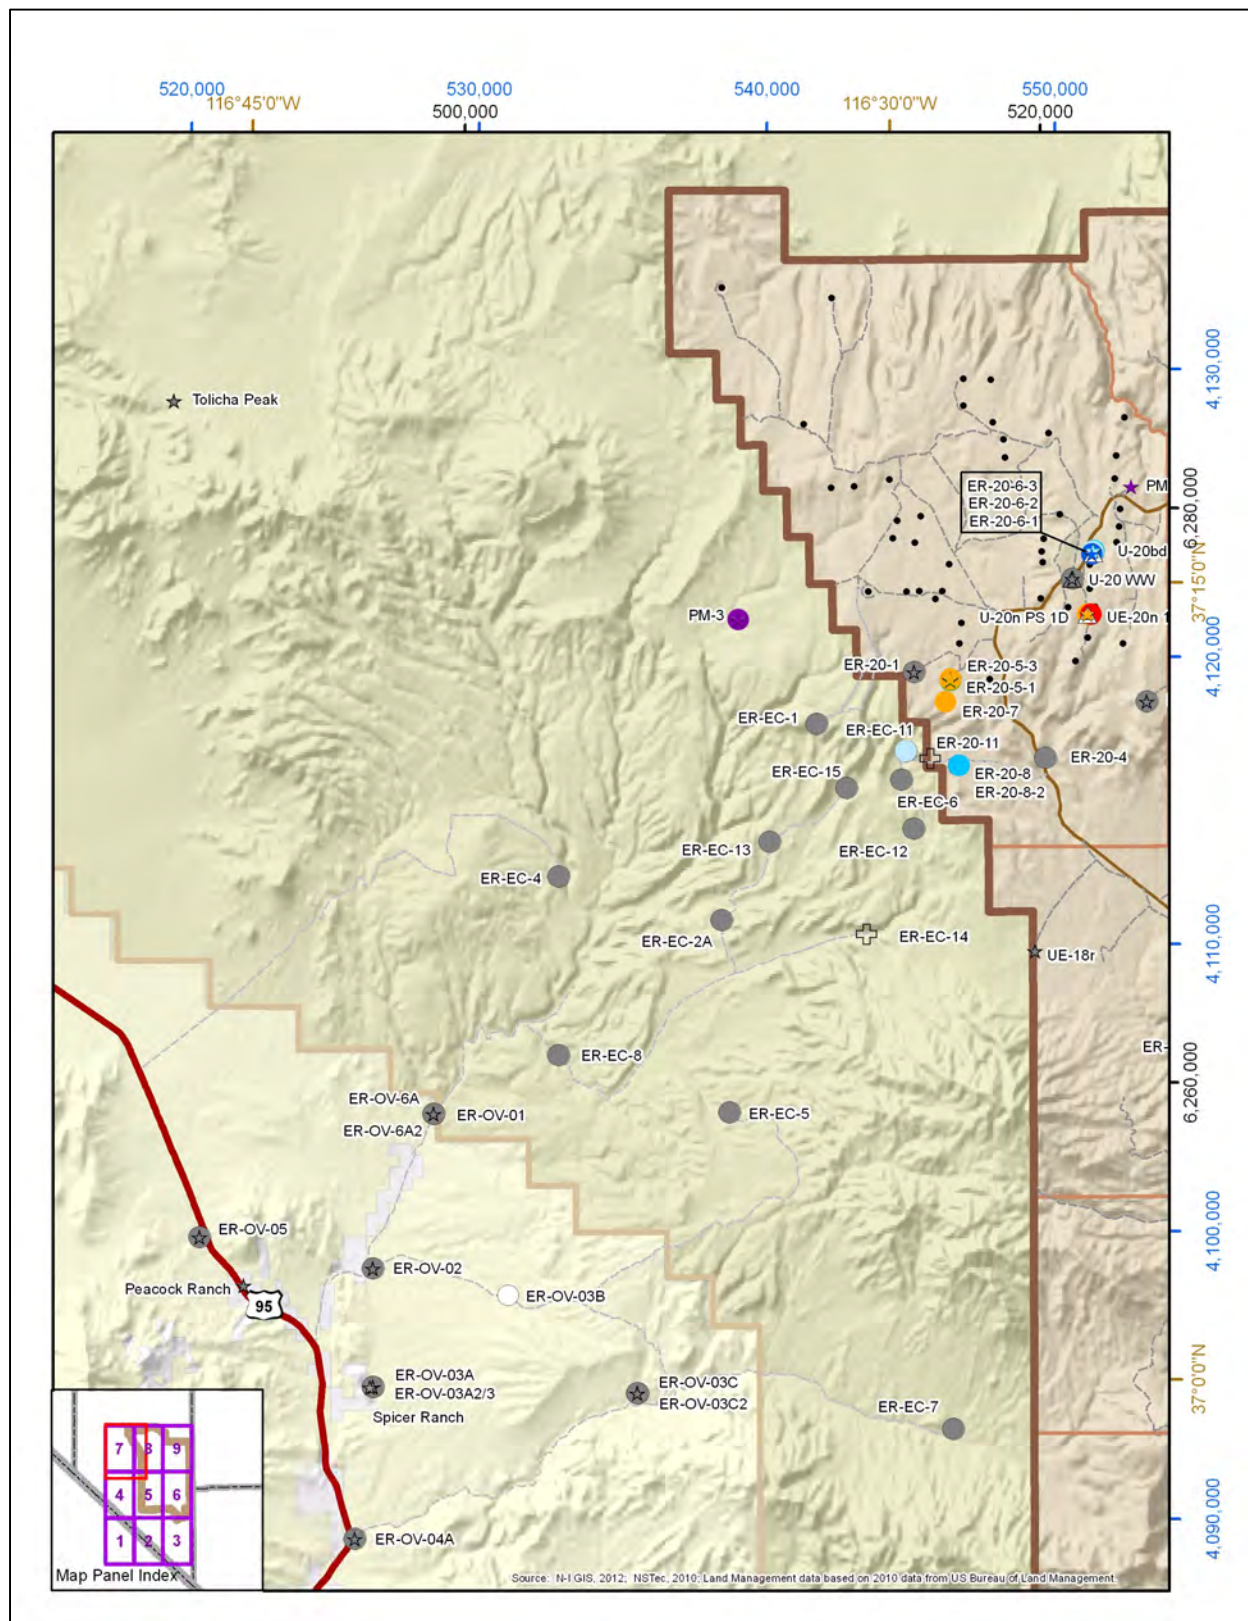 520,000
530,000
540,000
550,000
116°45'0"W
116°30'0"W
500,000
520,000
4,130,000
Tolicha Peak
ER-20-6-3
ER-20-6-2
ER-20-6-1
PM
6,280,000
U-20bd
U-20 WW
37°15'0"N
PM-3
U-20n PS 1D
UE-20n 1
4,120,000
ER-20-1
ER-20-5-3
ER-20-5-1
ER-20-7
ER-EC-1
ER-EC-11
ER-20-11
ER-20-4
ER-EC-15
ER-20-8
ER-20-8-2
ER-EC-6
ER-EC-13
ER-EC-12
ER-EC-4
ER-EC-2A
ER-EC-14
4,110,000
UE-18r
ER-EC-8
ER-
6,260,000
ER-OV-6A
ER-OV-01
ER-OV-6A2
ER-EC-5
4,100,000
ER-OV-05
ER-OV-02
Peacock Ranch
95
ER-OV-03B
37°0'0"N
ER-OV-03A
ER-OV-03A2/3
Spicer Ranch
ER-OV-03C
ER-OV-03C2
ER-EC-7
7 8 9
4 5 6
1 2 3
Map Panel Index
4,090,000
ER-OV-04A
Source: N-I GIS, 2012; NSTec, 2010; Land Management data based on 2010 data from US Bureau of Land Management.